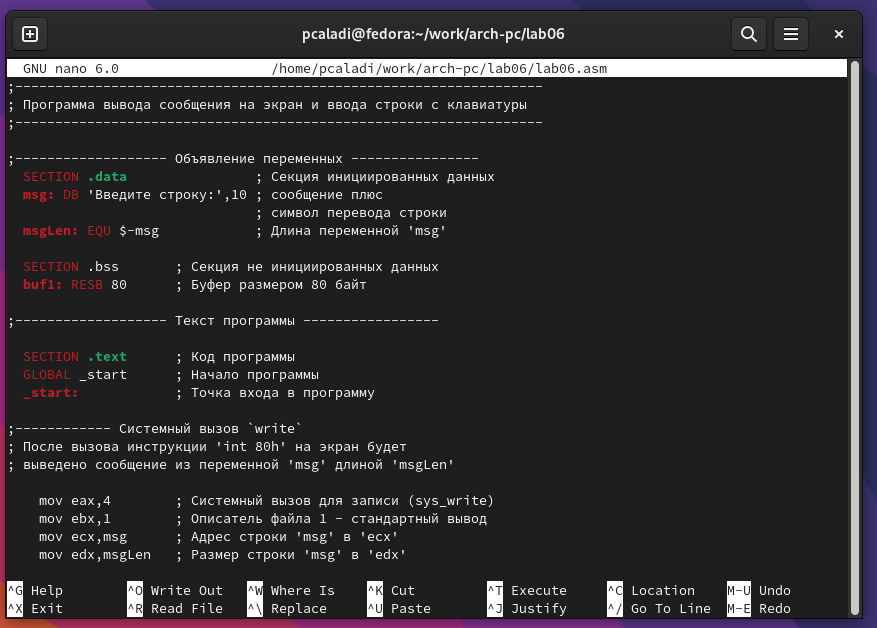 pcaladi@fedora:~/work/arch-pc/lab06
GNU nano 6.0                   /home/pcaladi/work/arch-pc/lab06/lab06.asm
;------------------------------------------------------------------
; Программа вывода сообщения на экран и ввода строки с клавиатуры
;------------------------------------------------------------------
;------------------- Объявление переменных ----------------
SECTION .data                ; Секция инициированных данных
msg: DB 'Введите строку:',10 ; сообщение плюс
; символ перевода строки
msgLen: EQU $-msg            ; Длина переменной 'msg'
SECTION .bss       ; Секция не инициированных данных
buf1: RESB 80      ; Буфер размером 80 байт
;------------------- Текст программы -----------------
SECTION .text      ; Код программы
GLOBAL _start      ; Начало программы
_start:            ; Точка входа в программу
;------------ Системный вызов `write`
; После вызова инструкции 'int 80h' на экран будет
; выведено сообщение из переменной 'msg' длиной 'msgLen'
mov eax,4        ; Системный вызов для записи (sys_write)
mov ebx,1        ; Описатель файла 1 - стандартный вывод
mov ecx,msg      ; Адрес строки 'msg' в 'ecx'
mov edx,msgLen   ; Размер строки 'msg' в 'edx'
^G Help        ^O Write Out   ^W Where Is    ^K Cut         ^T Execute     ^C Location    M-U Undo
^X Exit        ^R Read File   ^\ Replace     ^U Paste       ^J Justify     ^/ Go To Line  M-E Redo